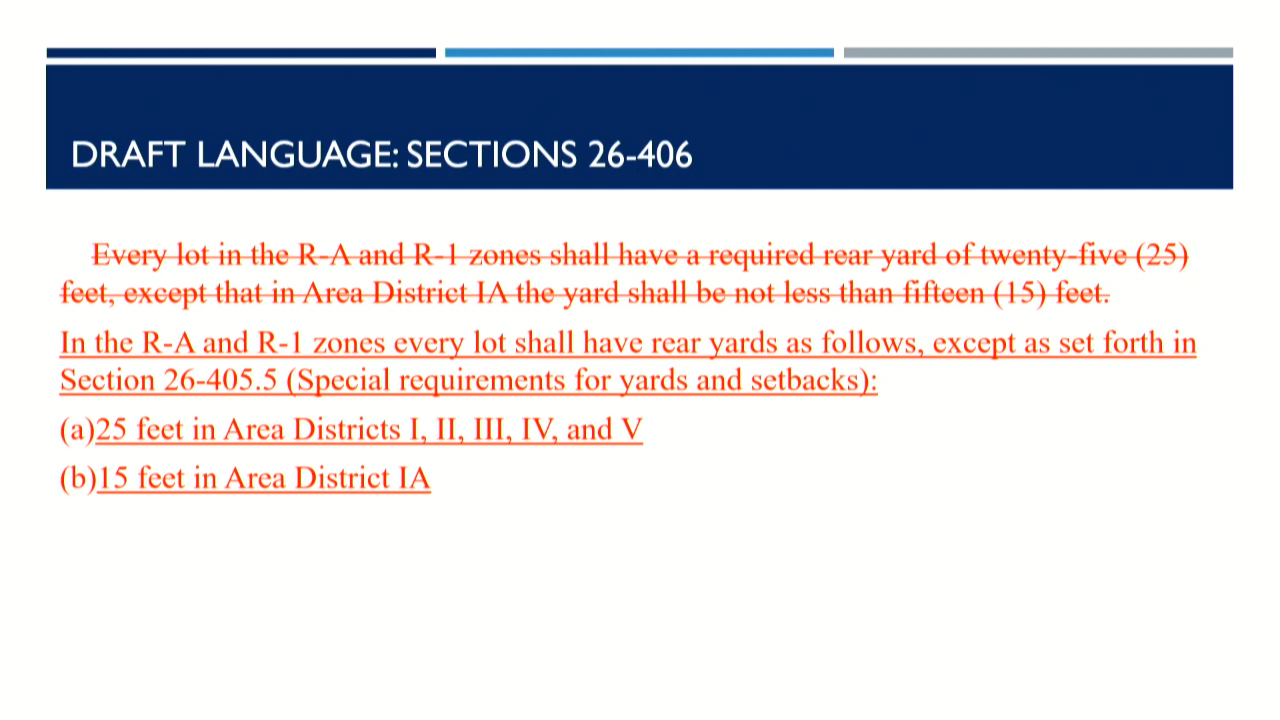 DRAFT LANGUAGE: SECTIONS 26-406
Every lot in the R-A and R-1 zones shall have a required rear yard of twenty-five (25)
feet, except that in Area District IA the yard shall be not less than fifteen (15) feet.
In the R-A and R-1 zones every lot shall have rear yards as follows, except as set forth in
Section 26-405.5 (Special requirements for yards and setbacks):
(a)25 feet in Area Districts I, II, III, IV, and V
(b)15 feet in Area District IA